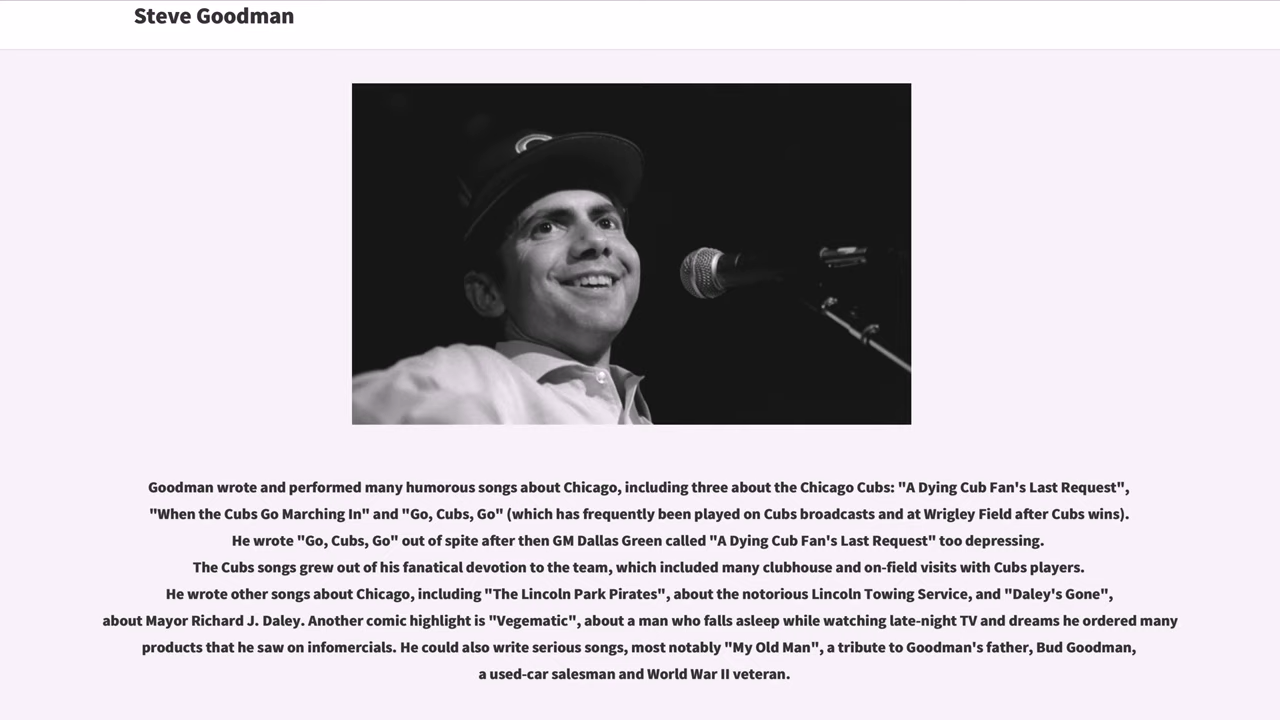 Steve Goodman
Goodman wrote and performed many humorous songs about Chicago, including three about the Chicago Cubs: "A Dying Cub Fan's Last Request",
"When the Cubs Go Marching In" and "Go, Cubs, Go" (which has frequently been played on Cubs broadcasts and at Wrigley Field after Cubs wins).
He wrote "Go, Cubs, Go" out of spite after then GM Dallas Green called "A Dying Cub Fan's Last Request" too depressing.
The Cubs songs grew out of his fanatical devotion to the team, which included many clubhouse and on-field visits with Cubs players.
He wrote other songs about Chicago, including "The Lincoln Park Pirates", about the notorious Lincoln Towing Service, and "Daley's Gone",
about Mayor Richard J. Daley. Another comic highlight is "Vegematic", about a man who falls asleep while watching late-night TV and dreams he ordered many
products that he saw on infomercials. He could also write serious songs, most notably "My Old Man", a tribute to Goodman's father, Bud Goodman,
a used-car salesman and World War II veteran.